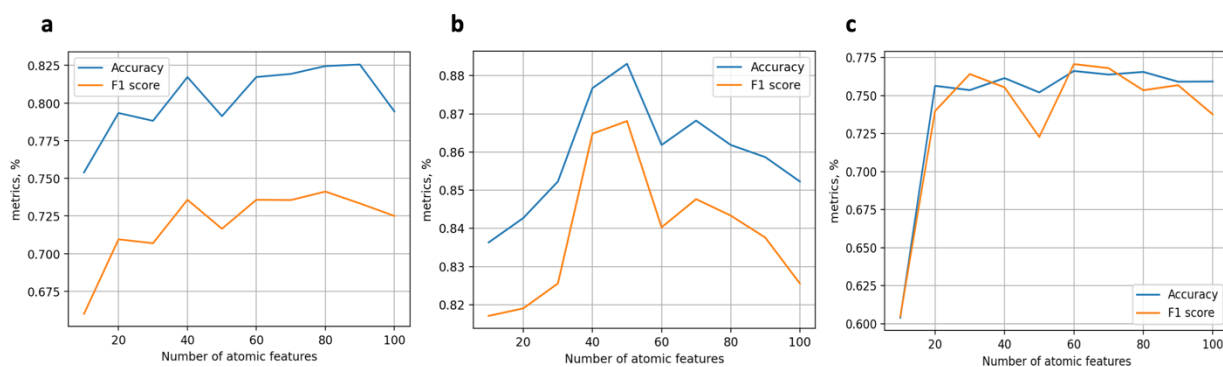 a
0.825
0.800
0.775
0.750
0.725
0.700
0.675
metrics, %
Accuracy
F1 score
20 40 60 80 100
Number of atomic features
b
0.88
0.87
0.86
0.85
0.84
0.83
0.82
metrics, %
Accuracy
F1 score
20 40 60 80 100
Number of atomic features
c
0.775
0.750
0.725
0.700
0.675
0.650
0.625
0.600
metrics, %
Accuracy
F1 score
20 40 60 80 100
Number of atomic features